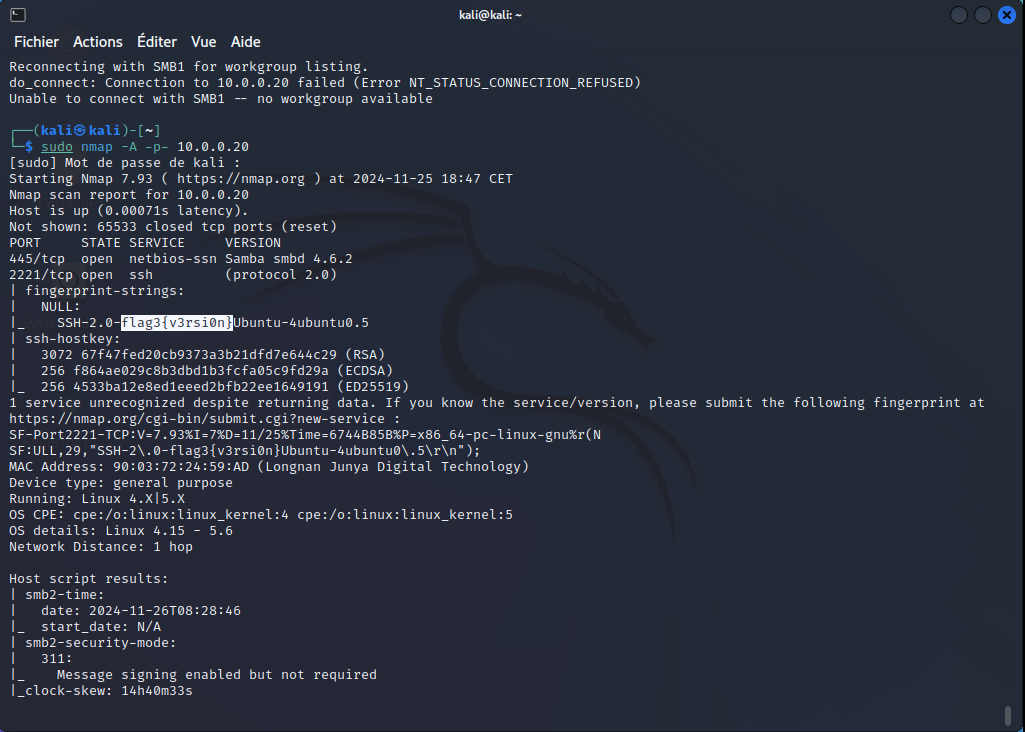 kali@kali: ~
Fichier Actions Éditer Vue Aide
Reconnecting with SMB1 for workgroup listing.
do_connect: Connection to 10.0.0.20 failed (Error NT_STATUS_CONNECTION_REFUSED)
Unable to connect with SMB1 -- no workgroup available
┌──(kali㉿kali)-[~]
└─$ sudo nmap -A -p- 10.0.0.20
[sudo] Mot de passe de kali :
Starting Nmap 7.93 ( https://nmap.org ) at 2024-11-25 18:47 CET
Nmap scan report for 10.0.0.20
Host is up (0.00071s latency).
Not shown: 65533 closed tcp ports (reset)
PORT     STATE SERVICE     VERSION
445/tcp  open  netbios-ssn Samba smbd 4.6.2
2221/tcp open  ssh         (protocol 2.0)
| fingerprint-strings:
|   NULL:
|_    SSH-2.0-flag3{v3rsi0n}Ubuntu-4ubuntu0.5
| ssh-hostkey:
|   3072 67f47fed20cb9373a3b21dfd7e644c29 (RSA)
|   256 f864ae029c8b3dbd1b3fcfa05c9fd29a (ECDSA)
|_  256 4533ba12e8ed1eeed2bfb22ee1649191 (ED25519)
1 service unrecognized despite returning data. If you know the service/version, please submit the following fingerprint at
https://nmap.org/cgi-bin/submit.cgi?new-service :
SF-Port2221-TCP:V=7.93%I=7%D=11/25%Time=6744B85B%P=x86_64-pc-linux-gnu%r(N
SF:ULL,29,"SSH-2\.0-flag3{v3rsi0n}Ubuntu-4ubuntu0\.5\r\n");
MAC Address: 90:03:72:24:59:AD (Longnan Junya Digital Technology)
Device type: general purpose
Running: Linux 4.X|5.X
OS CPE: cpe:/o:linux:linux_kernel:4 cpe:/o:linux:linux_kernel:5
OS details: Linux 4.15 - 5.6
Network Distance: 1 hop
Host script results:
| smb2-time:
|   date: 2024-11-26T08:28:46
|_  start_date: N/A
| smb2-security-mode:
|   311:
|_    Message signing enabled but not required
|_clock-skew: 14h40m33s